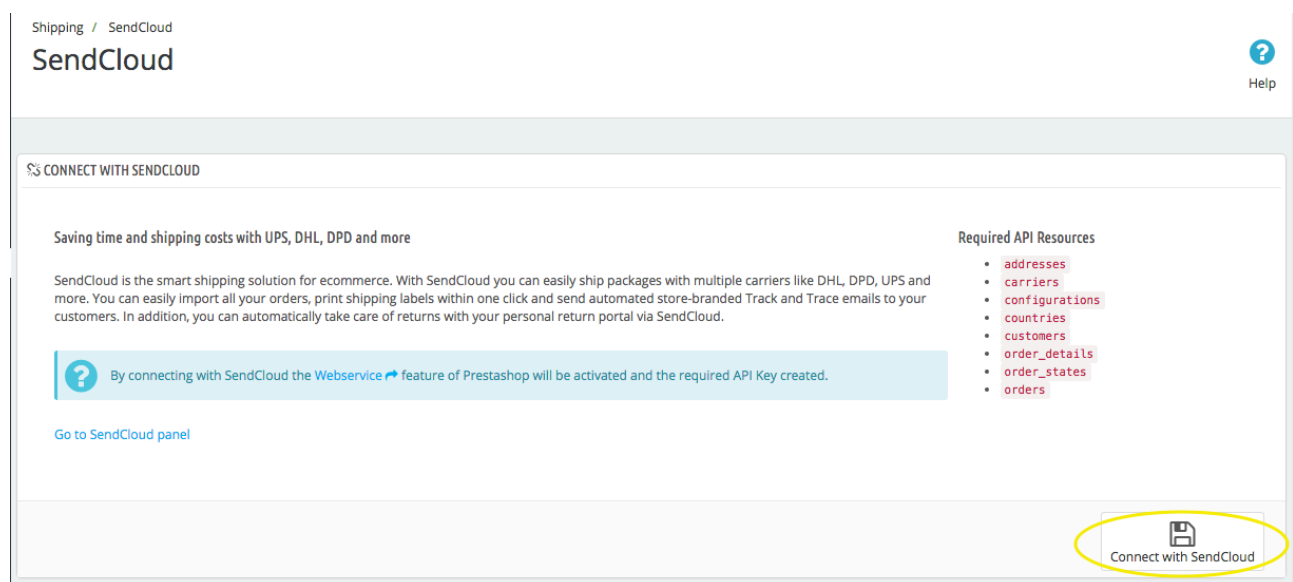 Shipping / SendCloud
SendCloud
Help
CONNECT WITH SENDCLOUD
Saving time and shipping costs with UPS, DHL, DPD and more
SendCloud is the smart shipping solution for ecommerce. With SendCloud you can easily ship packages with multiple carriers like DHL, DPD, UPS and
more. You can easily import all your orders, print shipping labels within one click and send automated store-branded Track and Trace emails to your
customers. In addition, you can automatically take care of returns with your personal return portal via SendCloud.
By connecting with SendCloud the Webservice feature of Prestashop will be activated and the required API Key created.
Go to SendCloud panel
Required API Resources
addresses
carriers
configurations
countries
customers
order_details
order_states
orders
Connect with SendCloud